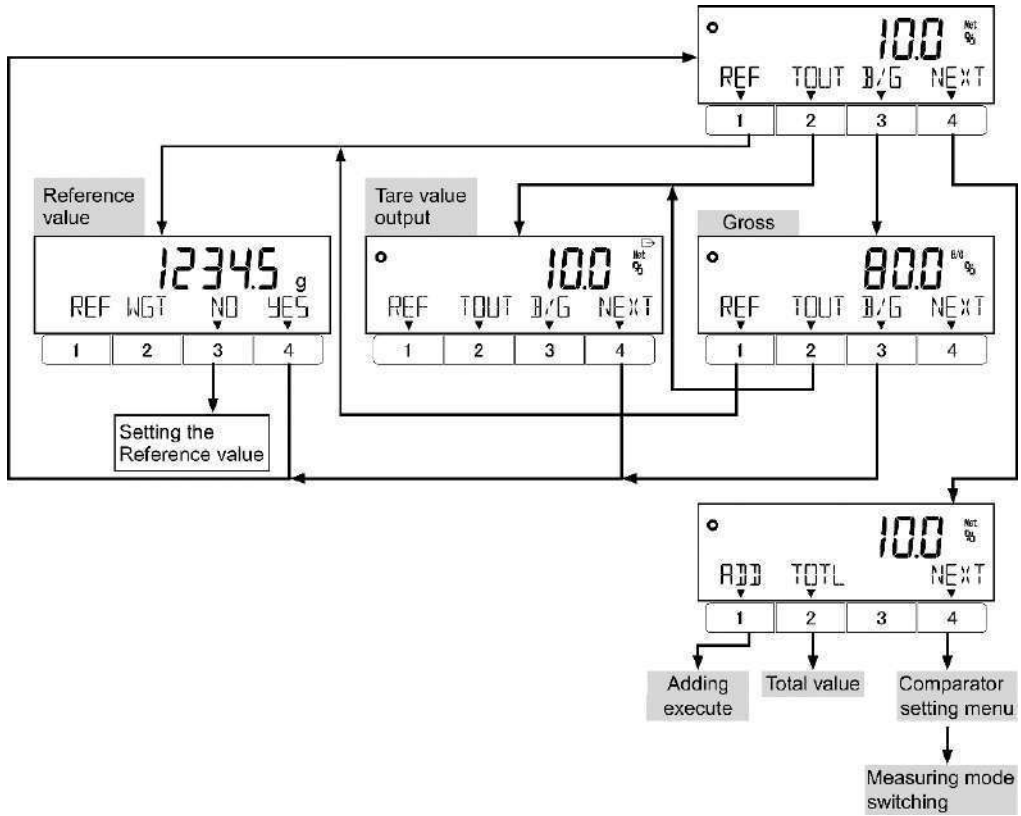 10.0 Net %
REF TOUT B/G NEXT
1 2 3 4
Reference
value
1234.5 g
REF WGT NO YES
1 2 3 4
Setting the
Reference value
Tare value
output
10.0 Net %
REF TOUT B/G NEXT
1 2 3 4
Gross
80.0 B/G %
REF TOUT B/G NEXT
1 2 3 4
10.0 Net %
ADD TOTL NEXT
1 2 3 4
Adding
execute
Total value
Comparator
setting menu
Measuring mode
switching